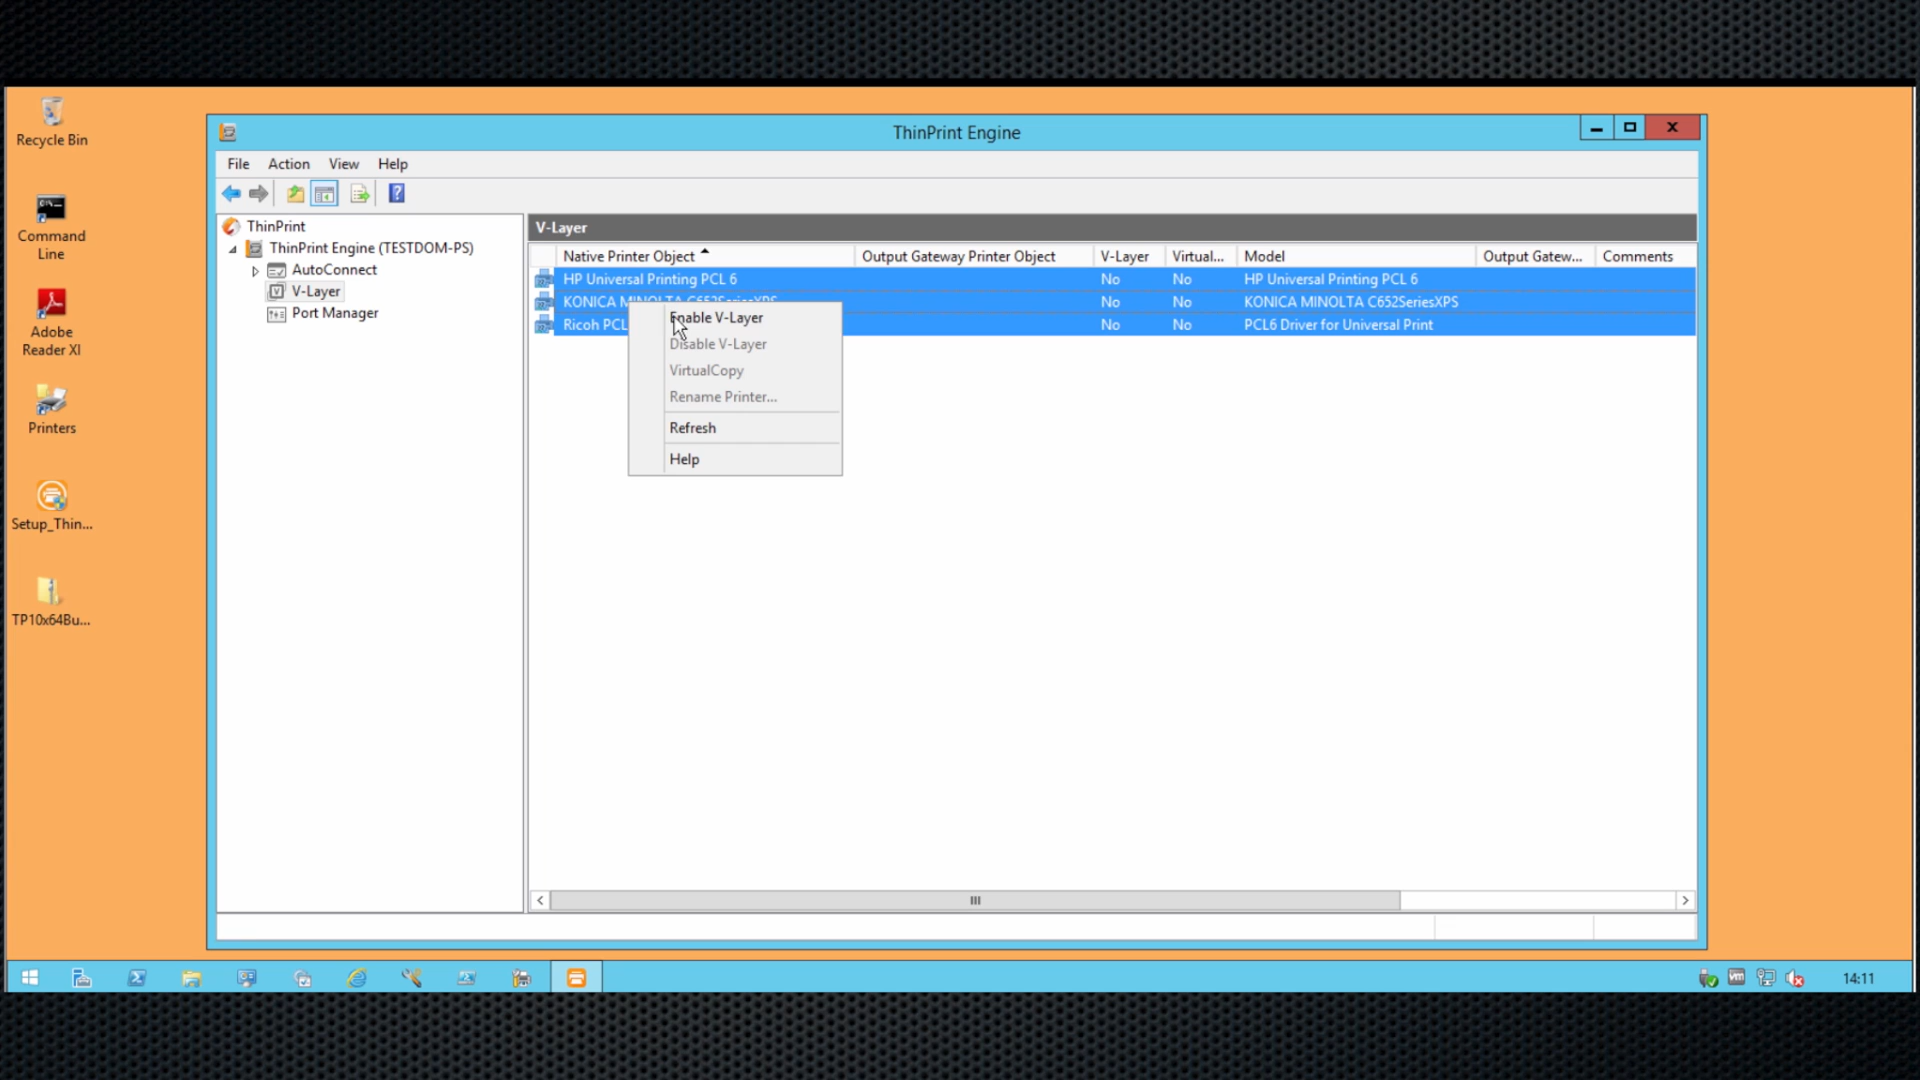 Recycle Bin
Command
Line
Adobe
Reader XI
Printers
Setup_Thin...
TP10x64Bu...
ThinPrint Engine
File Action View Help
ThinPrint
ThinPrint Engine (TESTDOM-PS)
AutoConnect
V-Layer
Port Manager
V-Layer
Native Printer Object Output Gateway Printer Object V-Layer Virtual... Model Output Gatew... Comments
HP Universal Printing PCL 6 No No HP Universal Printing PCL 6
KONICA MINOLTA C652SeriesXPS No No KONICA MINOLTA C652SeriesXPS
Ricoh PCL No No PCL6 Driver for Universal Print
Enable V-Layer
Disable V-Layer
VirtualCopy
Rename Printer...
Refresh
Help
14:11